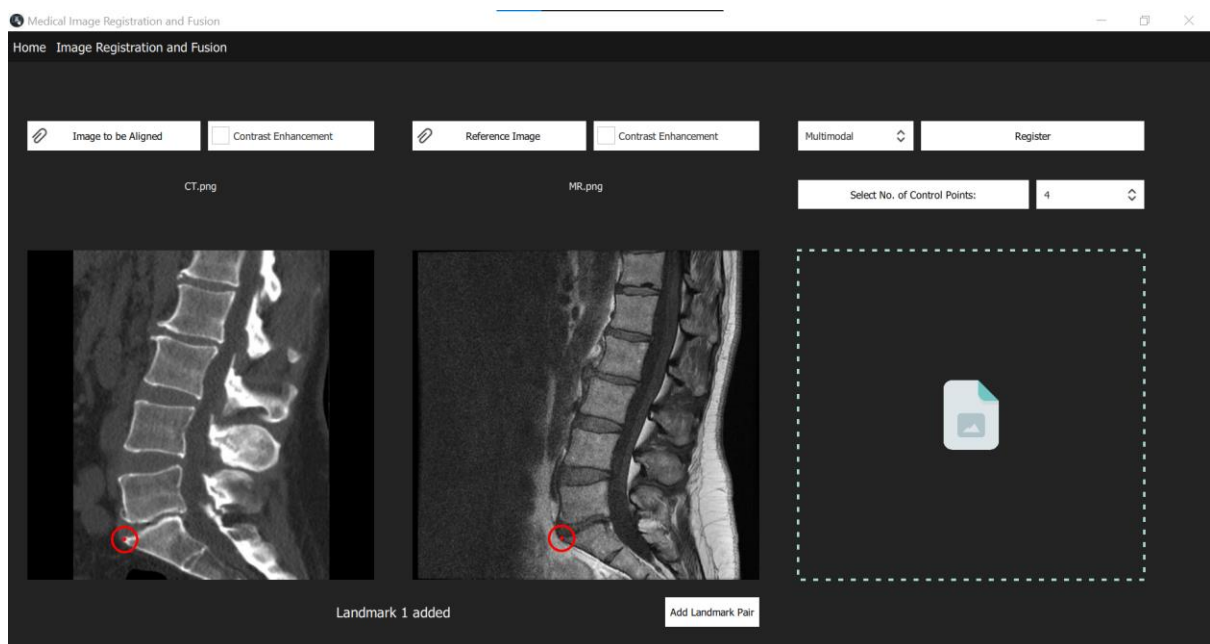 Medical Image Registration and Fusion
Home Image Registration and Fusion
Image to be Aligned Contrast Enhancement Reference Image Contrast Enhancement Multimodal Register
CT.png MR.png Select No. of Control Points: 4
Landmark 1 added Add Landmark Pair